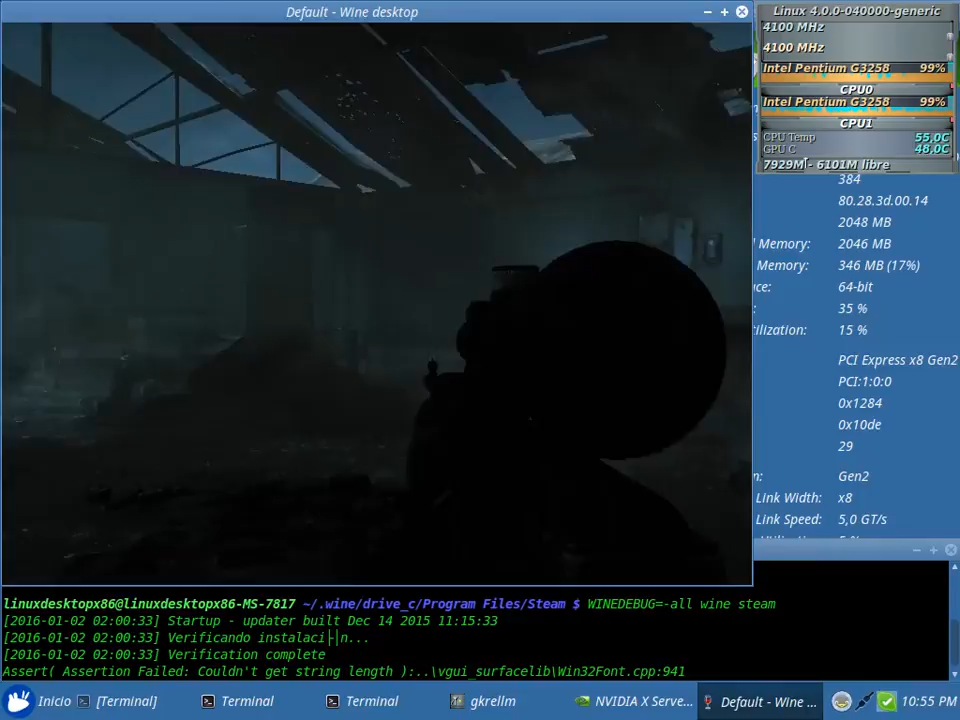 Default - Wine desktop
Linux 4.0.0-040000-generic
4100 MHz
4100 MHz
Intel Pentium G3258 99%
CPU0
Intel Pentium G3258 99%
CPU1
CPU Temp 55.0C
GPU C 48.0C
7929M - 6101M libre
384
80.28.3d.00.14
2048 MB
Memory: 2046 MB
Memory: 346 MB (17%)
ce: 64-bit
: 35 %
ilization: 15 %
PCI Express x8 Gen2
PCI:1:0:0
0x1284
0x10de
29
n: Gen2
Link Width: x8
Link Speed: 5,0 GT/s
linuxdesktopx86@linuxdesktopx86-MS-7817 ~/.wine/drive_c/Program Files/Steam $ WINEDEBUG=-all wine steam
[2016-01-02 02:00:33] Startup - updater built Dec 14 2015 11:15:33
[2016-01-02 02:00:33] Verificando instalaci├│n...
[2016-01-02 02:00:33] Verification complete
Assert( Assertion Failed: Couldn't get string length ):..\vgui_surfacelib\Win32Font.cpp:941
Inicio [Terminal] Terminal Terminal gkrellm NVIDIA X Serve... Default - Wine ... 10:55 PM